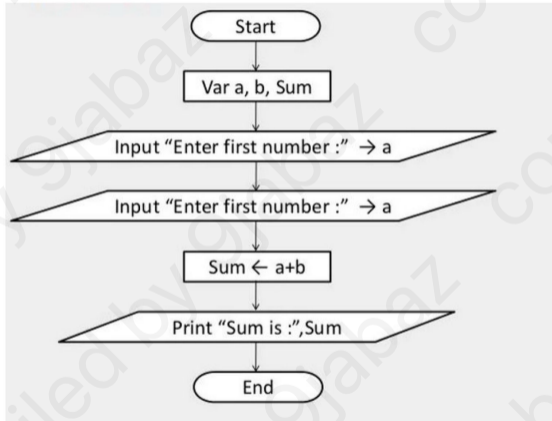 Start
Var a, b, Sum
Input “Enter first number :” → a
Input “Enter first number :” → a
Sum ← a+b
Print “Sum is :”,Sum
End